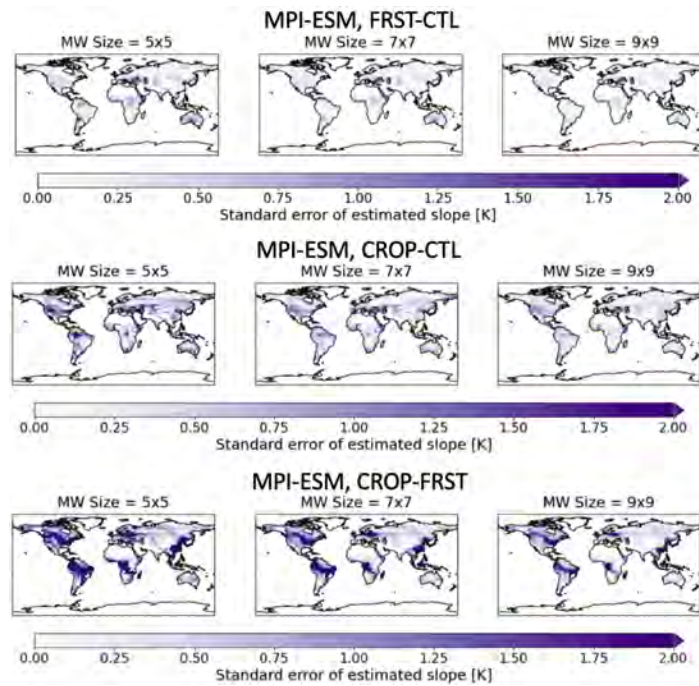 MPI-ESM, FRST-CTL
MW Size = 5x5 MW Size = 7x7 MW Size = 9x9
0.00 0.25 0.50 0.75 1.00 1.25 1.50 1.75 2.00
Standard error of estimated slope [K]
MPI-ESM, CROP-CTL
MW Size = 5x5 MW Size = 7x7 MW Size = 9x9
0.00 0.25 0.50 0.75 1.00 1.25 1.50 1.75 2.00
Standard error of estimated slope [K]
MPI-ESM, CROP-FRST
MW Size = 5x5 MW Size = 7x7 MW Size = 9x9
0.00 0.25 0.50 0.75 1.00 1.25 1.50 1.75 2.00
Standard error of estimated slope [K]